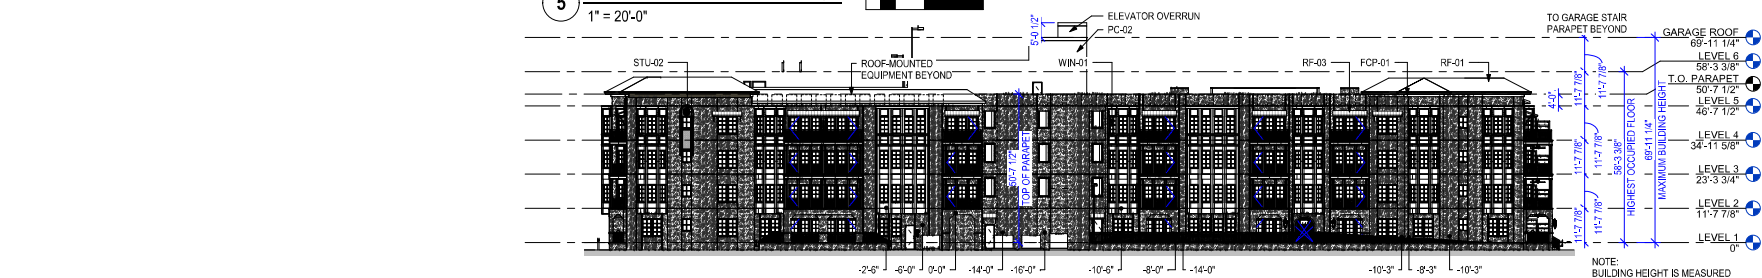 5
1" = 20'-0"
ELEVATOR OVERRUN
PC-02
5'-0 1/2"
STU-02
ROOF-MOUNTED
EQUIPMENT BEYOND
WIN-01
RF-03
FCP-01
RF-01
TO GARAGE STAIR
PARAPET BEYOND
GARAGE ROOF
69'-11 1/4"
LEVEL 6
58'-3 3/8"
T.O. PARAPET
50'-7 1/2"
LEVEL 5
46'-7 1/2"
LEVEL 4
34'-11 5/8"
LEVEL 3
23'-3 3/4"
LEVEL 2
11'-7 7/8"
LEVEL 1
0"
50'-7 1/2"
TOP OF PARAPET
4'-0"
11'-7 7/8"
11'-7 7/8"
11'-7 7/8"
11'-7 7/8"
11'-7 7/8"
11'-7 7/8"
58'-3 3/8"
HIGHEST OCCUPIED FLOOR
69'-11 1/4"
MAXIMUM BUILDING HEIGHT
-2'-6" -6'-0" 0'-0" -14'-0" -16'-0" -10'-6" -8'-0" -14'-0" -10'-3" -8'-3" -10'-3"
NOTE:
BUILDING HEIGHT IS MEASURED